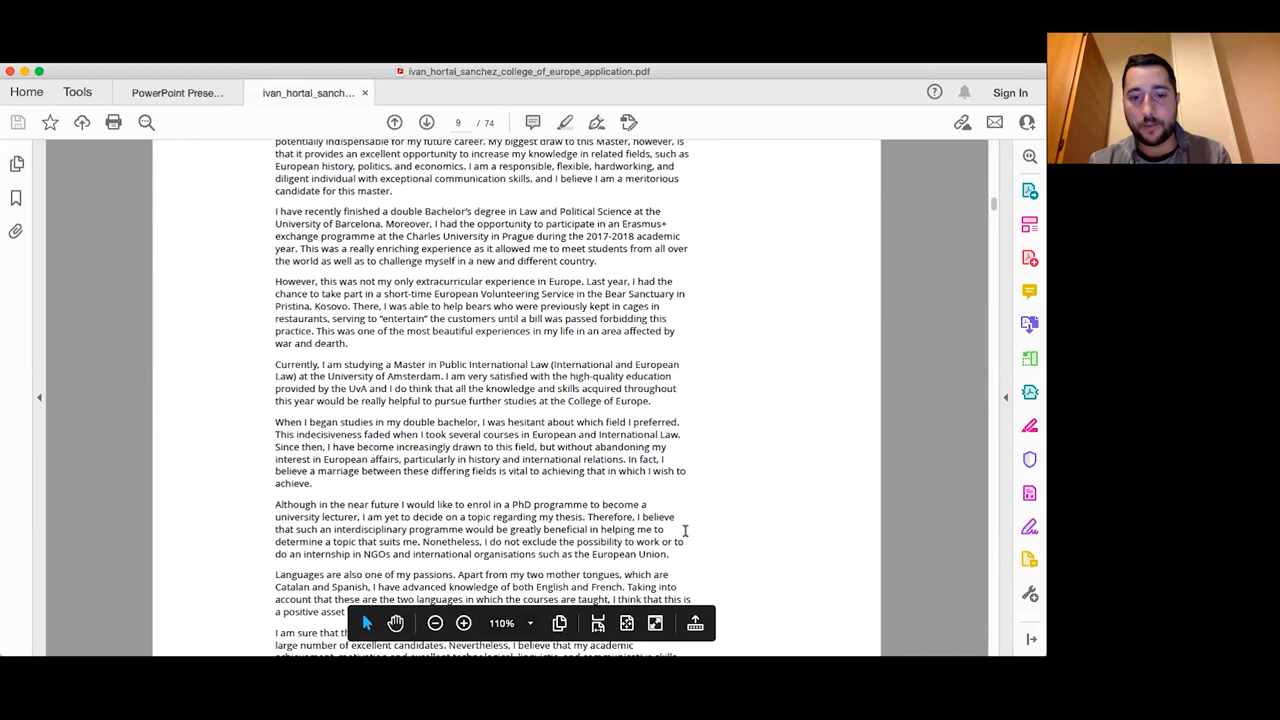 ivan_hortal_sanchez_college_of_europe_application.pdf
Home Tools PowerPoint Prese... ivan_hortal_sanch... × Sign In
9 / 74
potentially indispensable for my future career. My biggest draw to this Master, however, is
that it provides an excellent opportunity to increase my knowledge in related fields, such as
European history, politics, and economics. I am a responsible, flexible, hardworking, and
diligent individual with exceptional communication skills, and I believe I am a meritorious
candidate for this master.
I have recently finished a double Bachelor's degree in Law and Political Science at the
University of Barcelona. Moreover, I had the opportunity to participate in an Erasmus+
exchange programme at the Charles University in Prague during the 2017-2018 academic
year. This was a really enriching experience as it allowed me to meet students from all over
the world as well as to challenge myself in a new and different country.
However, this was not my only extracurricular experience in Europe. Last year, I had the
chance to take part in a short-time European Volunteering Service in the Bear Sanctuary in
Pristina, Kosovo. There, I was able to help bears who were previously kept in cages in
restaurants, serving to “entertain” the customers until a bill was passed forbidding this
practice. This was one of the most beautiful experiences in my life in an area affected by
war and dearth.
Currently, I am studying a Master in Public International Law (International and European
Law) at the University of Amsterdam. I am very satisfied with the high-quality education
provided by the UvA and I do think that all the knowledge and skills acquired throughout
this year would be really helpful to pursue further studies at the College of Europe.
When I began studies in my double bachelor, I was hesitant about which field I preferred.
This indecisiveness faded when I took several courses in European and International Law.
Since then, I have become increasingly drawn to this field, but without abandoning my
interest in European affairs, particularly in history and international relations. In fact, I
believe a marriage between these differing fields is vital to achieving that in which I wish to
achieve.
Although in the near future I would like to enrol in a PhD programme to become a
university lecturer, I am yet to decide on a topic regarding my thesis. Therefore, I believe
that such an interdisciplinary programme would be greatly beneficial in helping me to
determine a topic that suits me. Nonetheless, I do not exclude the possibility to work or to
do an internship in NGOs and international organisations such as the European Union.
Languages are also one of my passions. Apart from my two mother tongues, which are
Catalan and Spanish, I have advanced knowledge of both English and French. Taking into
account that these are the two languages in which the courses are taught, I think that this is
a positive asset
I am sure that
large number of excellent candidates. Nevertheless, I believe that my academic
110%